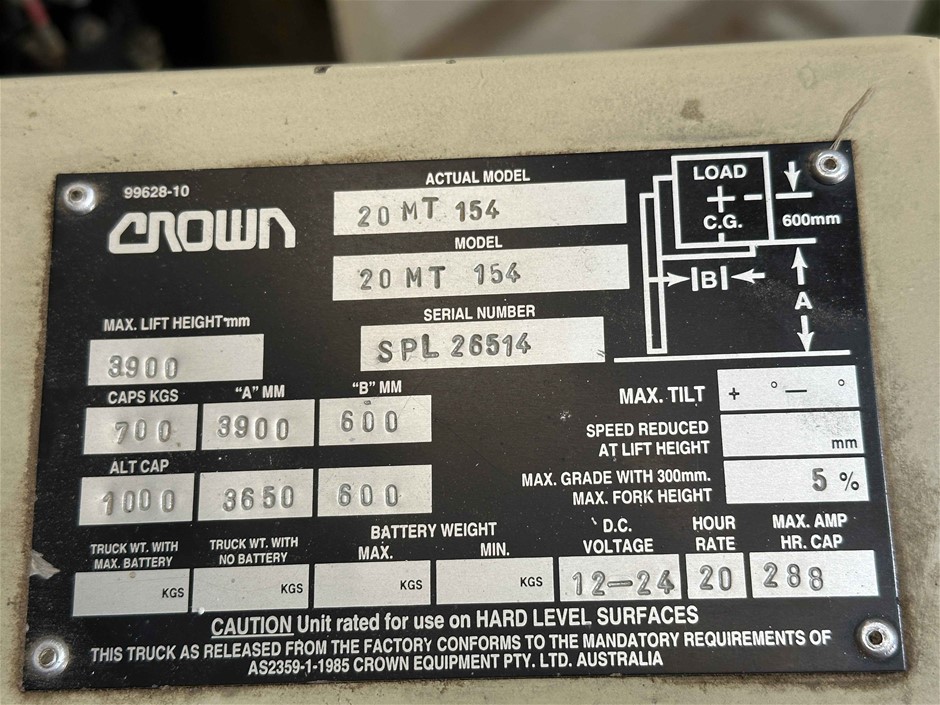 99628-10
CROWN
ACTUAL MODEL
20 MT 154
MODEL
20 MT 154
SERIAL NUMBER
SPL 26514
LOAD
C.G.
600mm
B
A
MAX. LIFT HEIGHT-mm
3900
CAPS KGS "A" MM "B" MM
700 3900 600
ALT CAP
1000 3650 600
MAX. TILT + ° — °
SPEED REDUCED
AT LIFT HEIGHT mm
MAX. GRADE WITH 300mm.
MAX. FORK HEIGHT 5 %
TRUCK WT. WITH
MAX. BATTERY
KGS
TRUCK WT. WITH
NO BATTERY
KGS
BATTERY WEIGHT
MAX. MIN.
KGS KGS
D.C.
VOLTAGE
12-24
HOUR
RATE
20
MAX. AMP
HR. CAP
288
CAUTION Unit rated for use on HARD LEVEL SURFACES
THIS TRUCK AS RELEASED FROM THE FACTORY CONFORMS TO THE MANDATORY REQUIREMENTS OF
AS2359-1-1985 CROWN EQUIPMENT PTY. LTD. AUSTRALIA